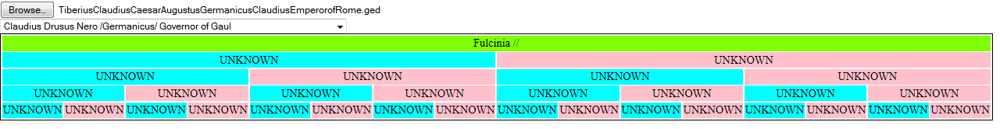 Browse... TiberiusClaudiusCaesarAugustusGermanicusClaudiusEmperorofRome.ged
Claudius Drusus Nero /Germanicus/ Governor of Gaul
Fulcinia //
UNKNOWN UNKNOWN
UNKNOWN UNKNOWN UNKNOWN UNKNOWN
UNKNOWN UNKNOWN UNKNOWN UNKNOWN UNKNOWN UNKNOWN UNKNOWN UNKNOWN
UNKNOWN UNKNOWN UNKNOWN UNKNOWN UNKNOWN UNKNOWN UNKNOWN UNKNOWN UNKNOWN UNKNOWN UNKNOWN UNKNOWN UNKNOWN UNKNOWN UNKNOWN UNKNOWN